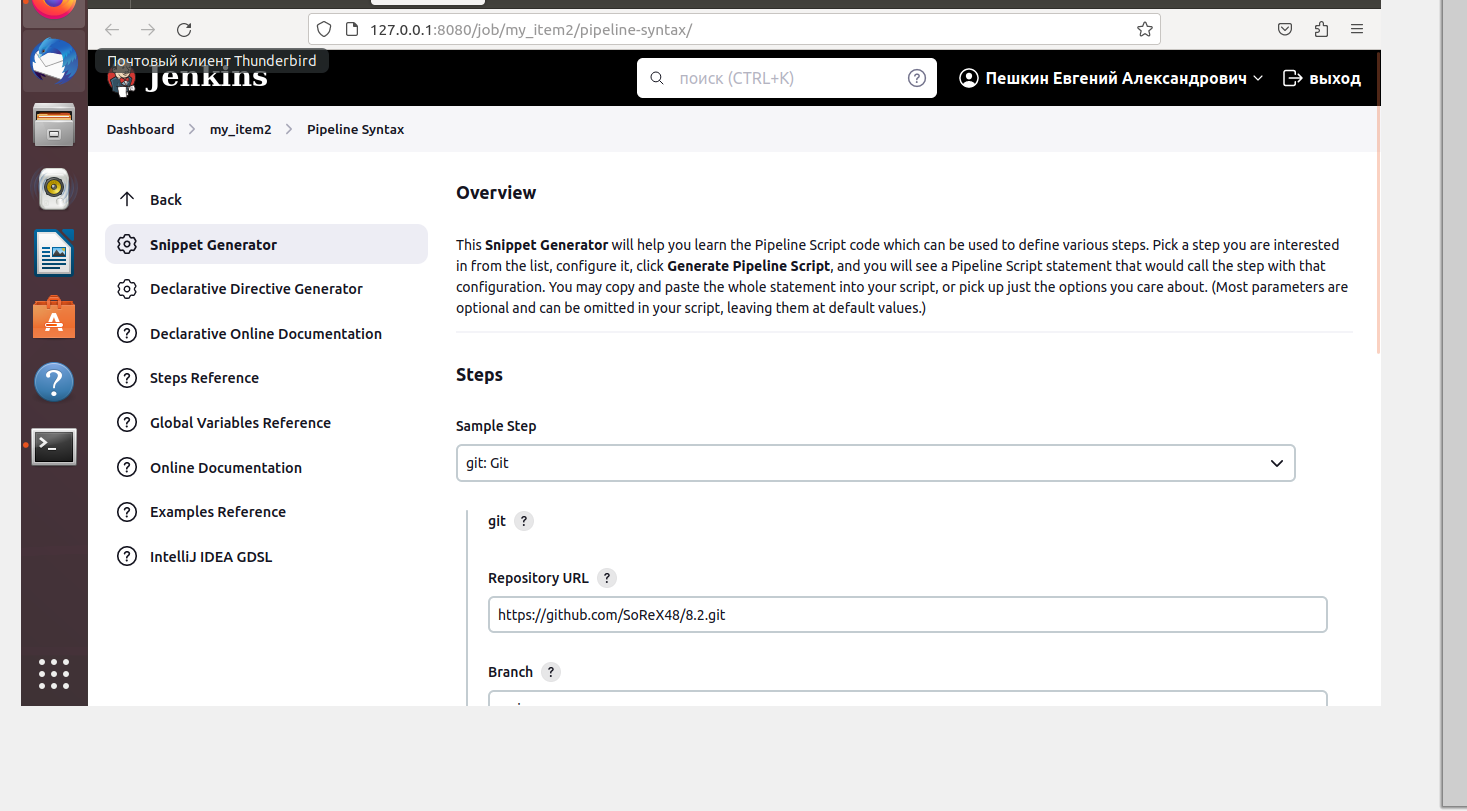 127.0.0.1:8080/job/my_item2/pipeline-syntax/
Почтовый клиент Thunderbird
Jenkins
поиск (CTRL+K)
?
Пешкин Евгений Александрович
выход
Dashboard
my_item2
Pipeline Syntax
Back
Snippet Generator
Declarative Directive Generator
Declarative Online Documentation
Steps Reference
Global Variables Reference
Online Documentation
Examples Reference
IntelliJ IDEA GDSL
Overview
This Snippet Generator will help you learn the Pipeline Script code which can be used to define various steps. Pick a step you are interested
in from the list, configure it, click Generate Pipeline Script, and you will see a Pipeline Script statement that would call the step with that
configuration. You may copy and paste the whole statement into your script, or pick up just the options you care about. (Most parameters are
optional and can be omitted in your script, leaving them at default values.)
Steps
Sample Step
git: Git
git ?
Repository URL ?
https://github.com/SoReX48/8.2.git
Branch ?